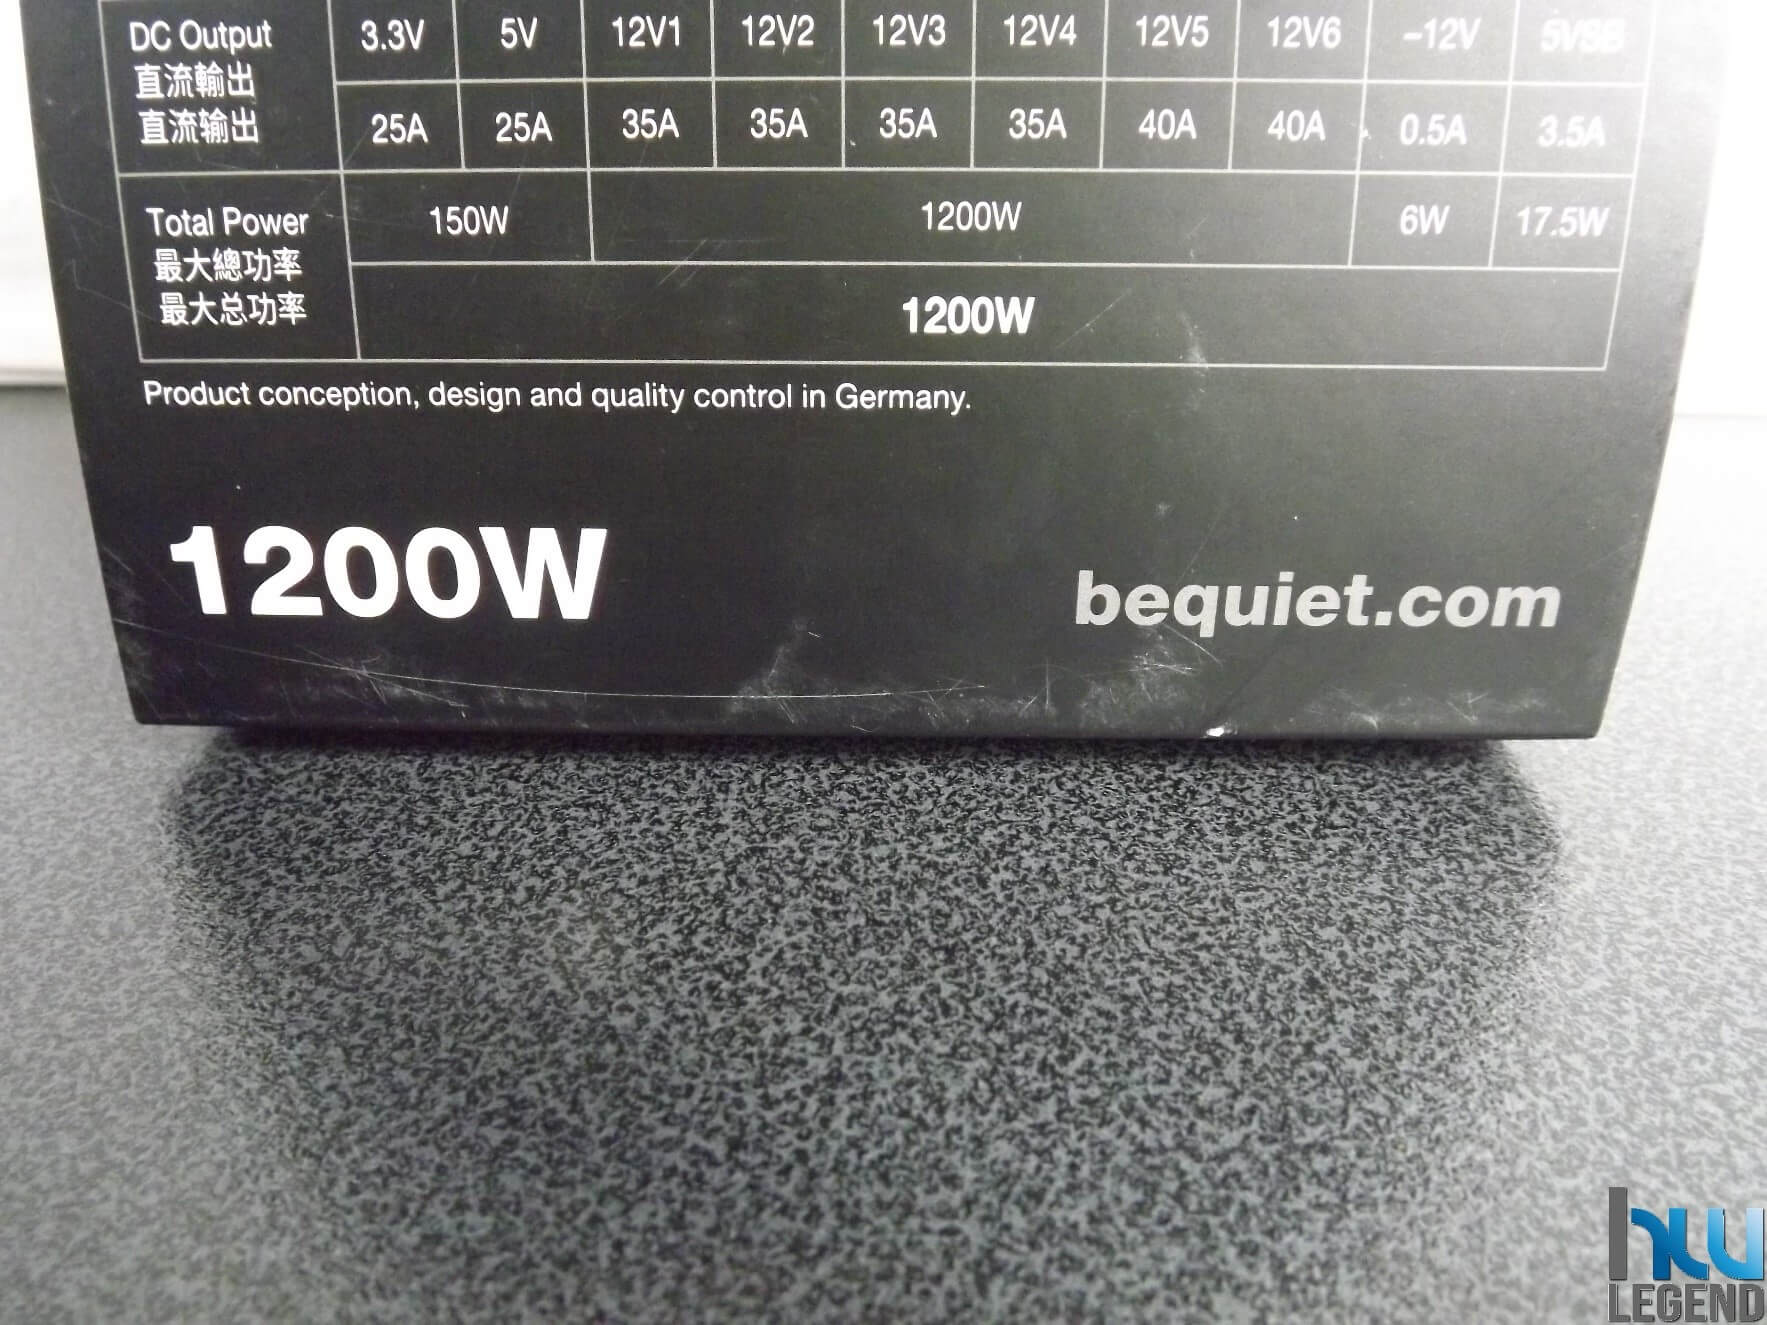 DC Output 3.3V 5V 12V1 12V2 12V3 12V4 12V5 12V6 -12V 5VSB
直流輸出
直流输出 25A 25A 35A 35A 35A 35A 40A 40A 0.5A 3.5A
Total Power 150W 1200W 6W 17.5W
最大總功率
最大总功率 1200W
Product conception, design and quality control in Germany.
1200W bequiet.com
hw
LEGEND